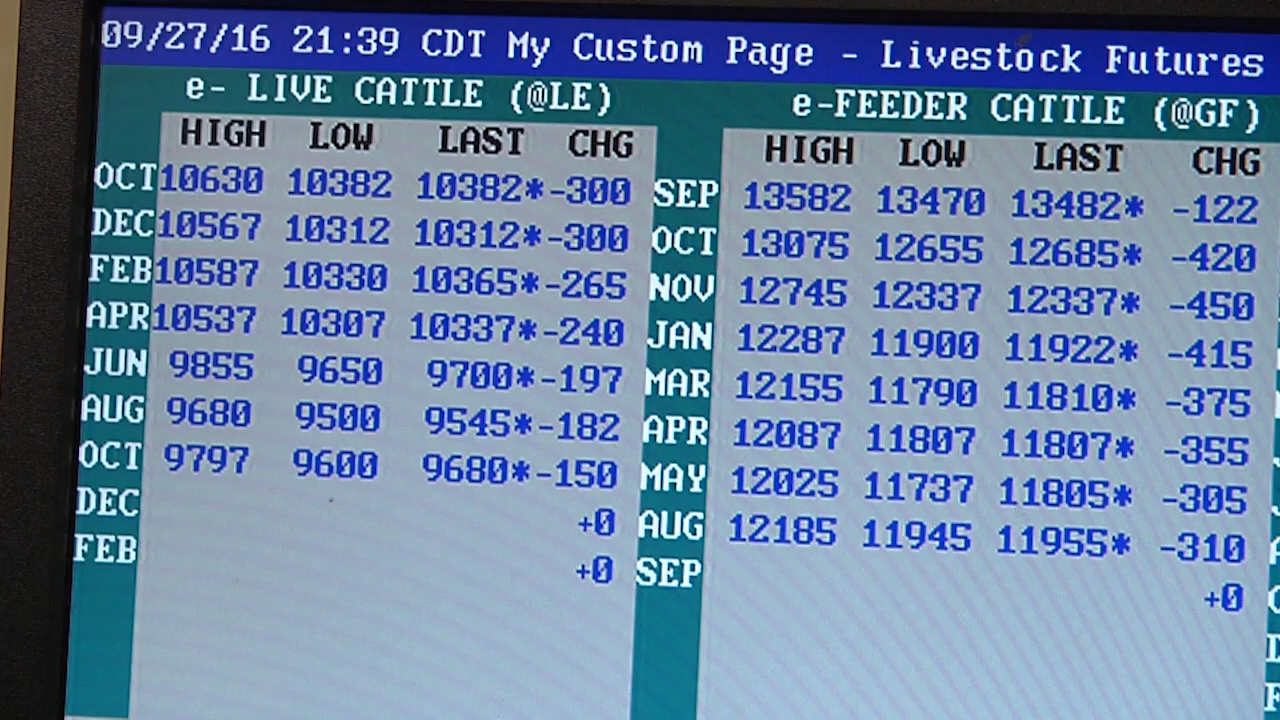 09/27/16 21:39 CDT My Custom Page - Livestock Futures
e- LIVE CATTLE (@LE) e-FEEDER CATTLE (@GF)
HIGH LOW LAST CHG HIGH LOW LAST CHG
OCT 10630 10382 10382* -300 SEP 13582 13470 13482* -122
DEC 10567 10312 10312* -300 OCT 13075 12655 12685* -420
FEB 10587 10330 10365* -265 NOV 12745 12337 12337* -450
APR 10537 10307 10337* -240 JAN 12287 11900 11922* -415
JUN 9855 9650 9700* -197 MAR 12155 11790 11810* -375
AUG 9680 9500 9545* -182 APR 12087 11807 11807* -355
OCT 9797 9600 9680* -150 MAY 12025 11737 11805* -305
DEC +0 AUG 12185 11945 11955* -310
FEB +0 SEP +0